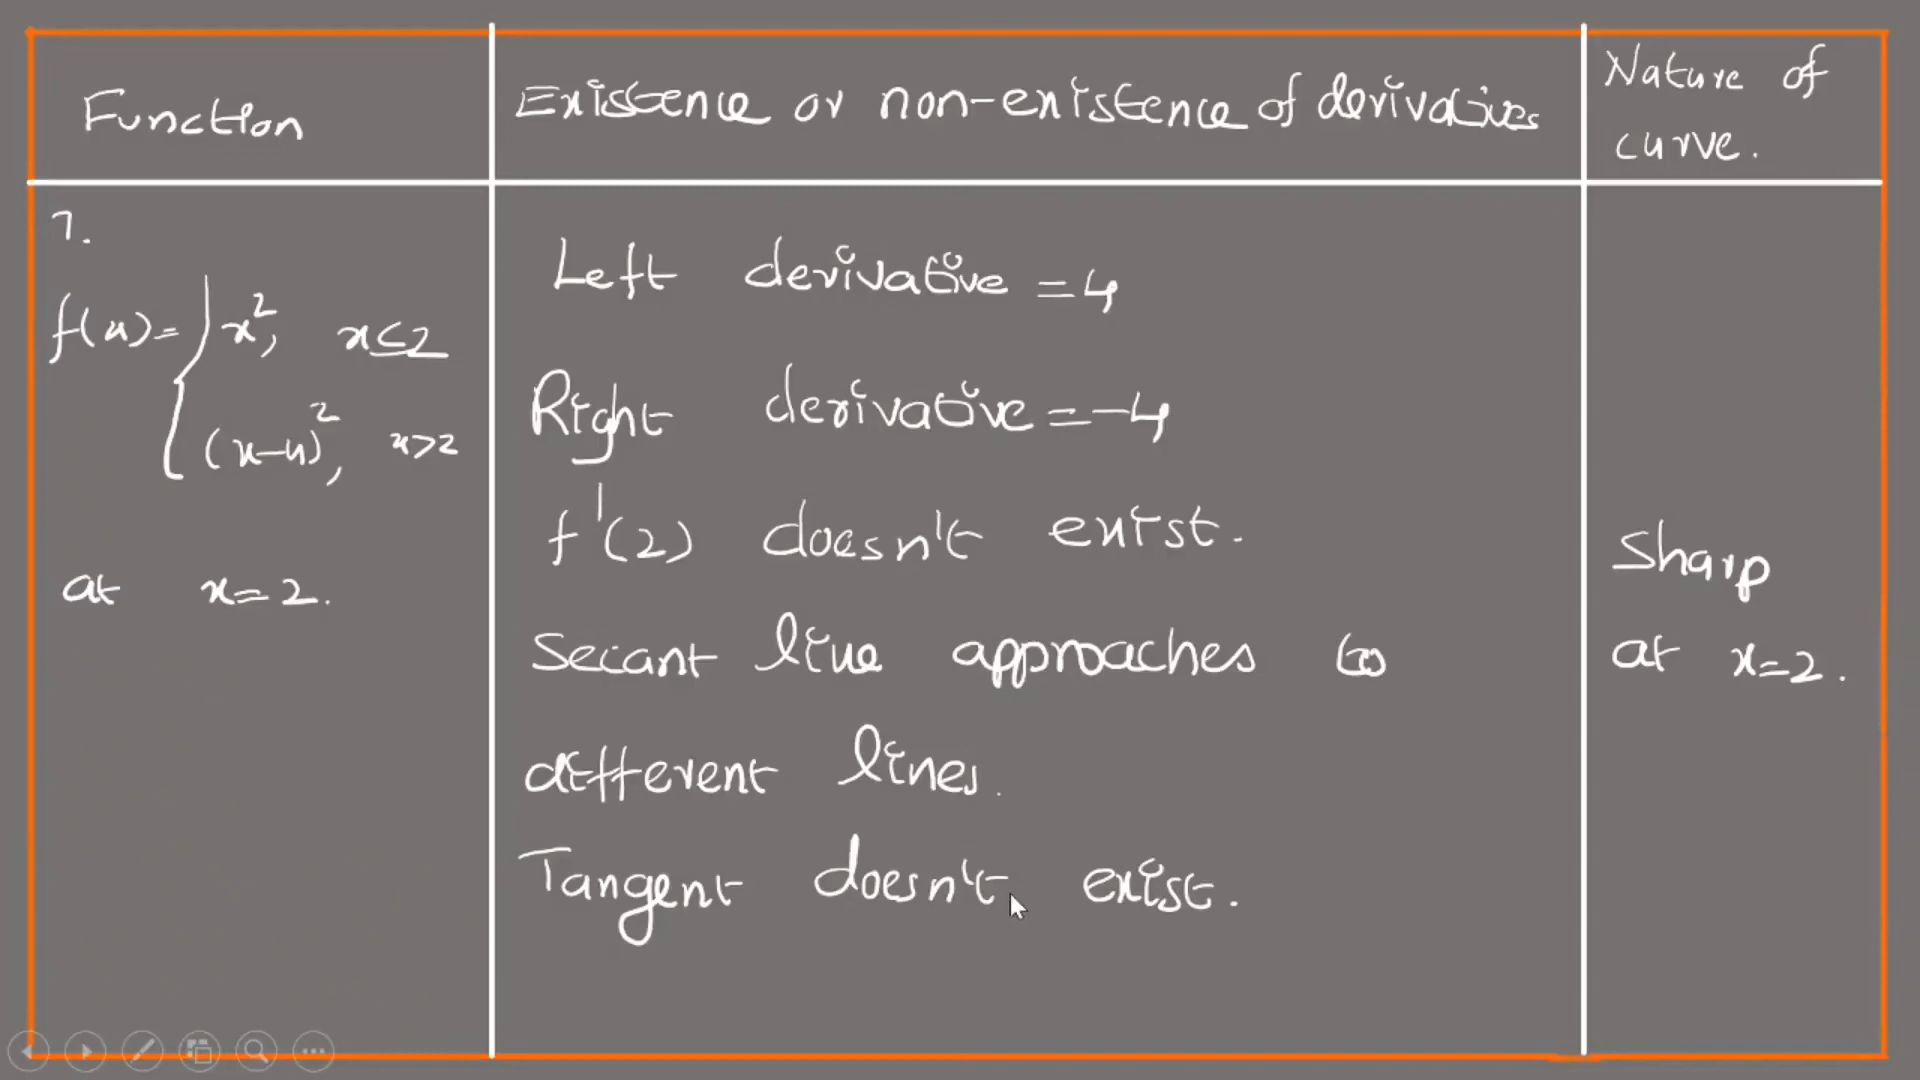 Function
Existence or non-existence of derivatives
Nature of
curve.
7.
f(x) = { x², x ≤ 2
(x-4)², x>2
at x = 2.
Left derivative = 4
Right derivative = -4
f'(2) doesn't exist.
Secant line approaches to
different lines.
Tangent doesn't exist.
Sharp
at x=2.